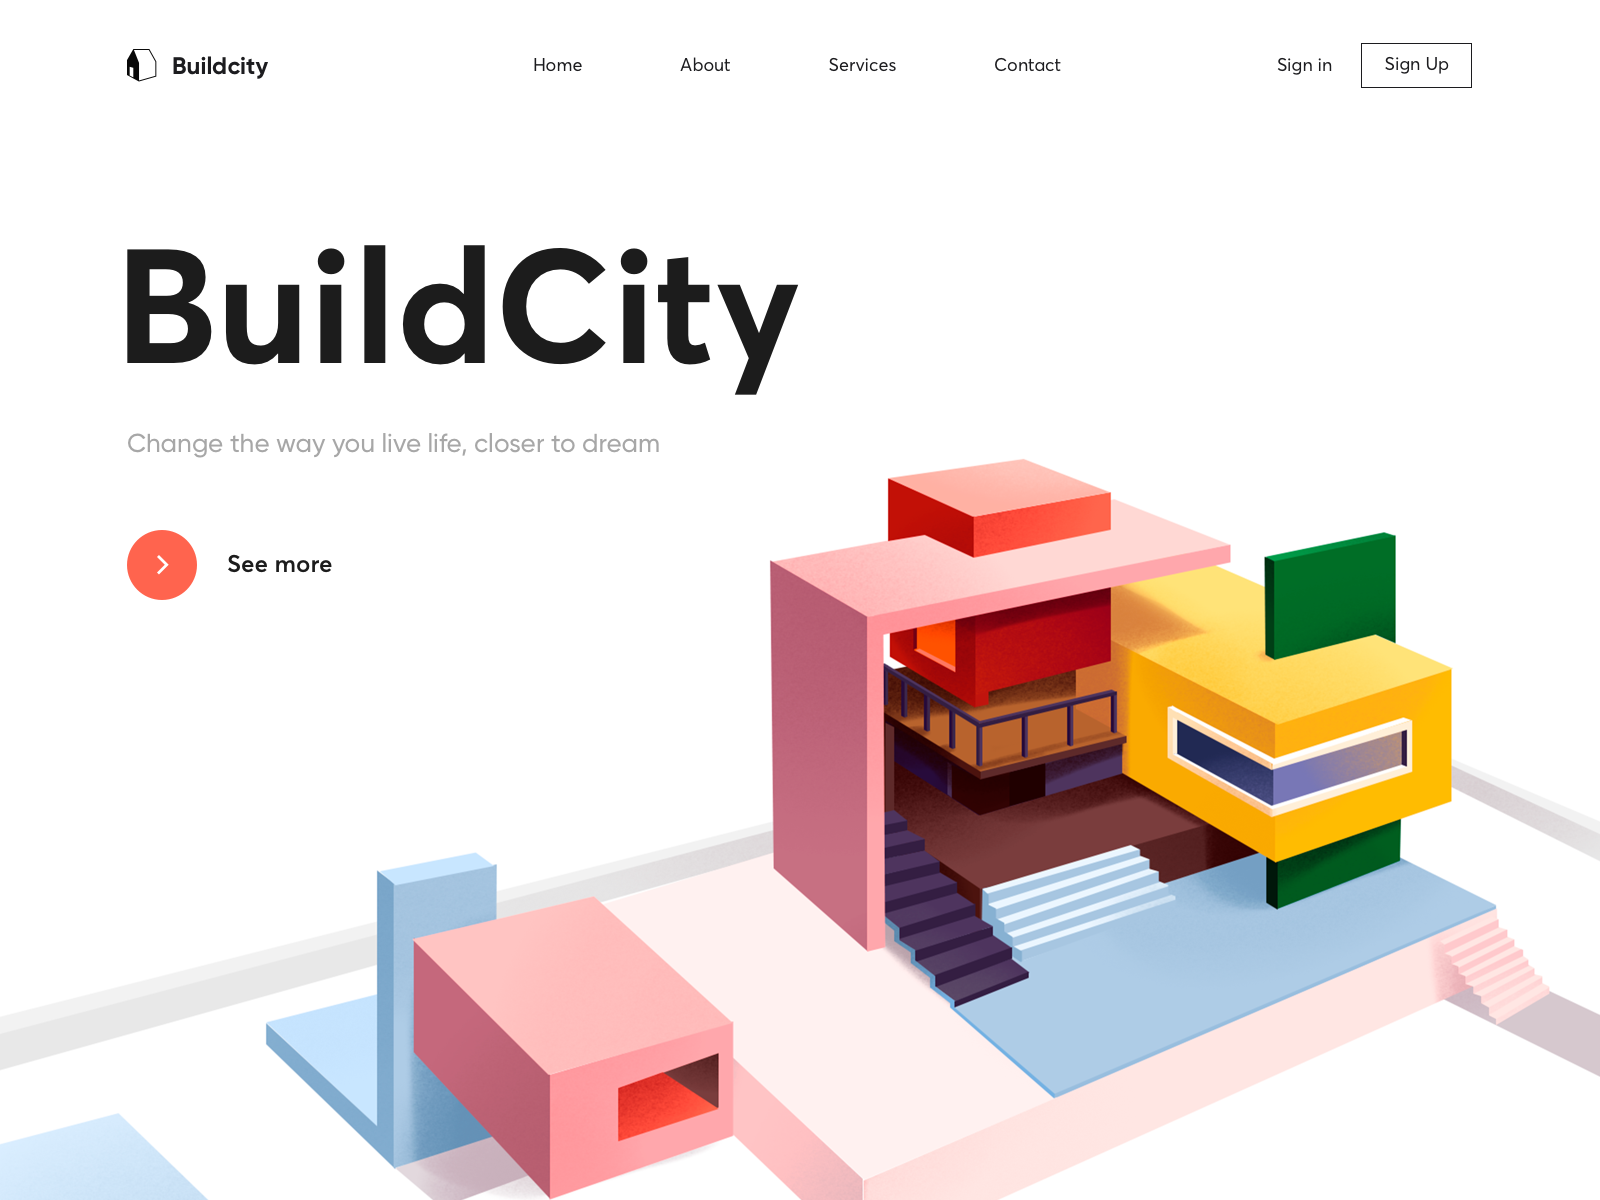 Buildcity
Home About Services Contact
Sign in Sign Up
BuildCity
Change the way you live life, closer to dream
See more